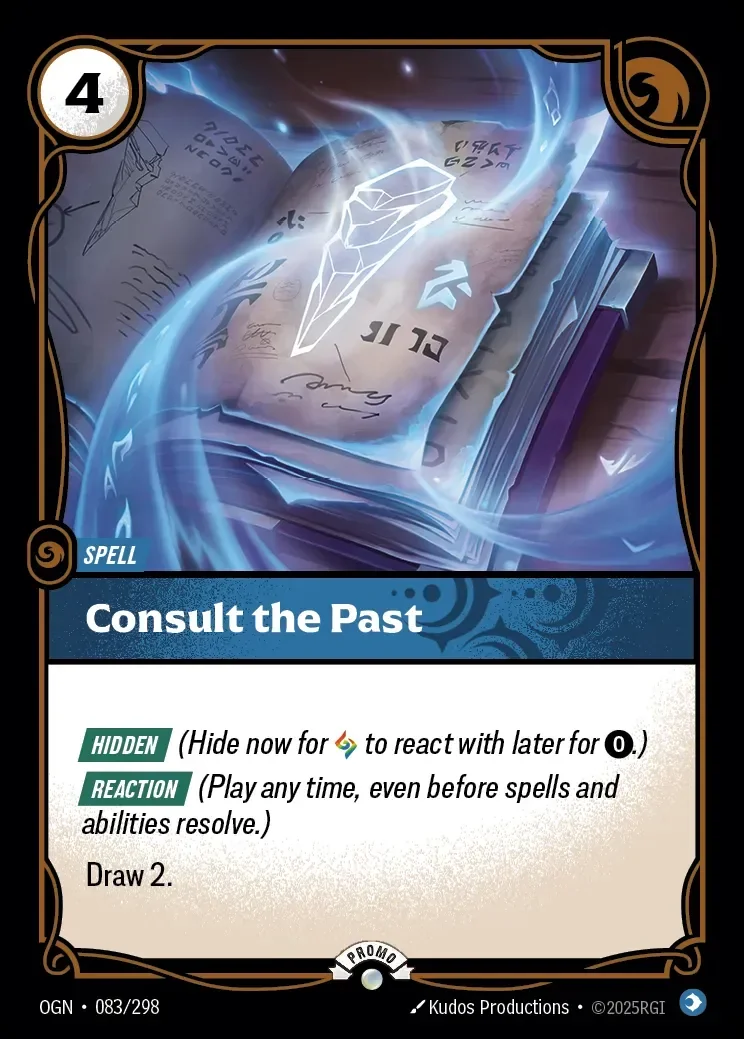 4
SPELL
Consult the Past
HIDDEN (Hide now for to react with later for 0.)
REACTION (Play any time, even before spells and
abilities resolve.)
Draw 2.
PROMO
OGN • 083/298
Kudos Productions • ©2025RGI